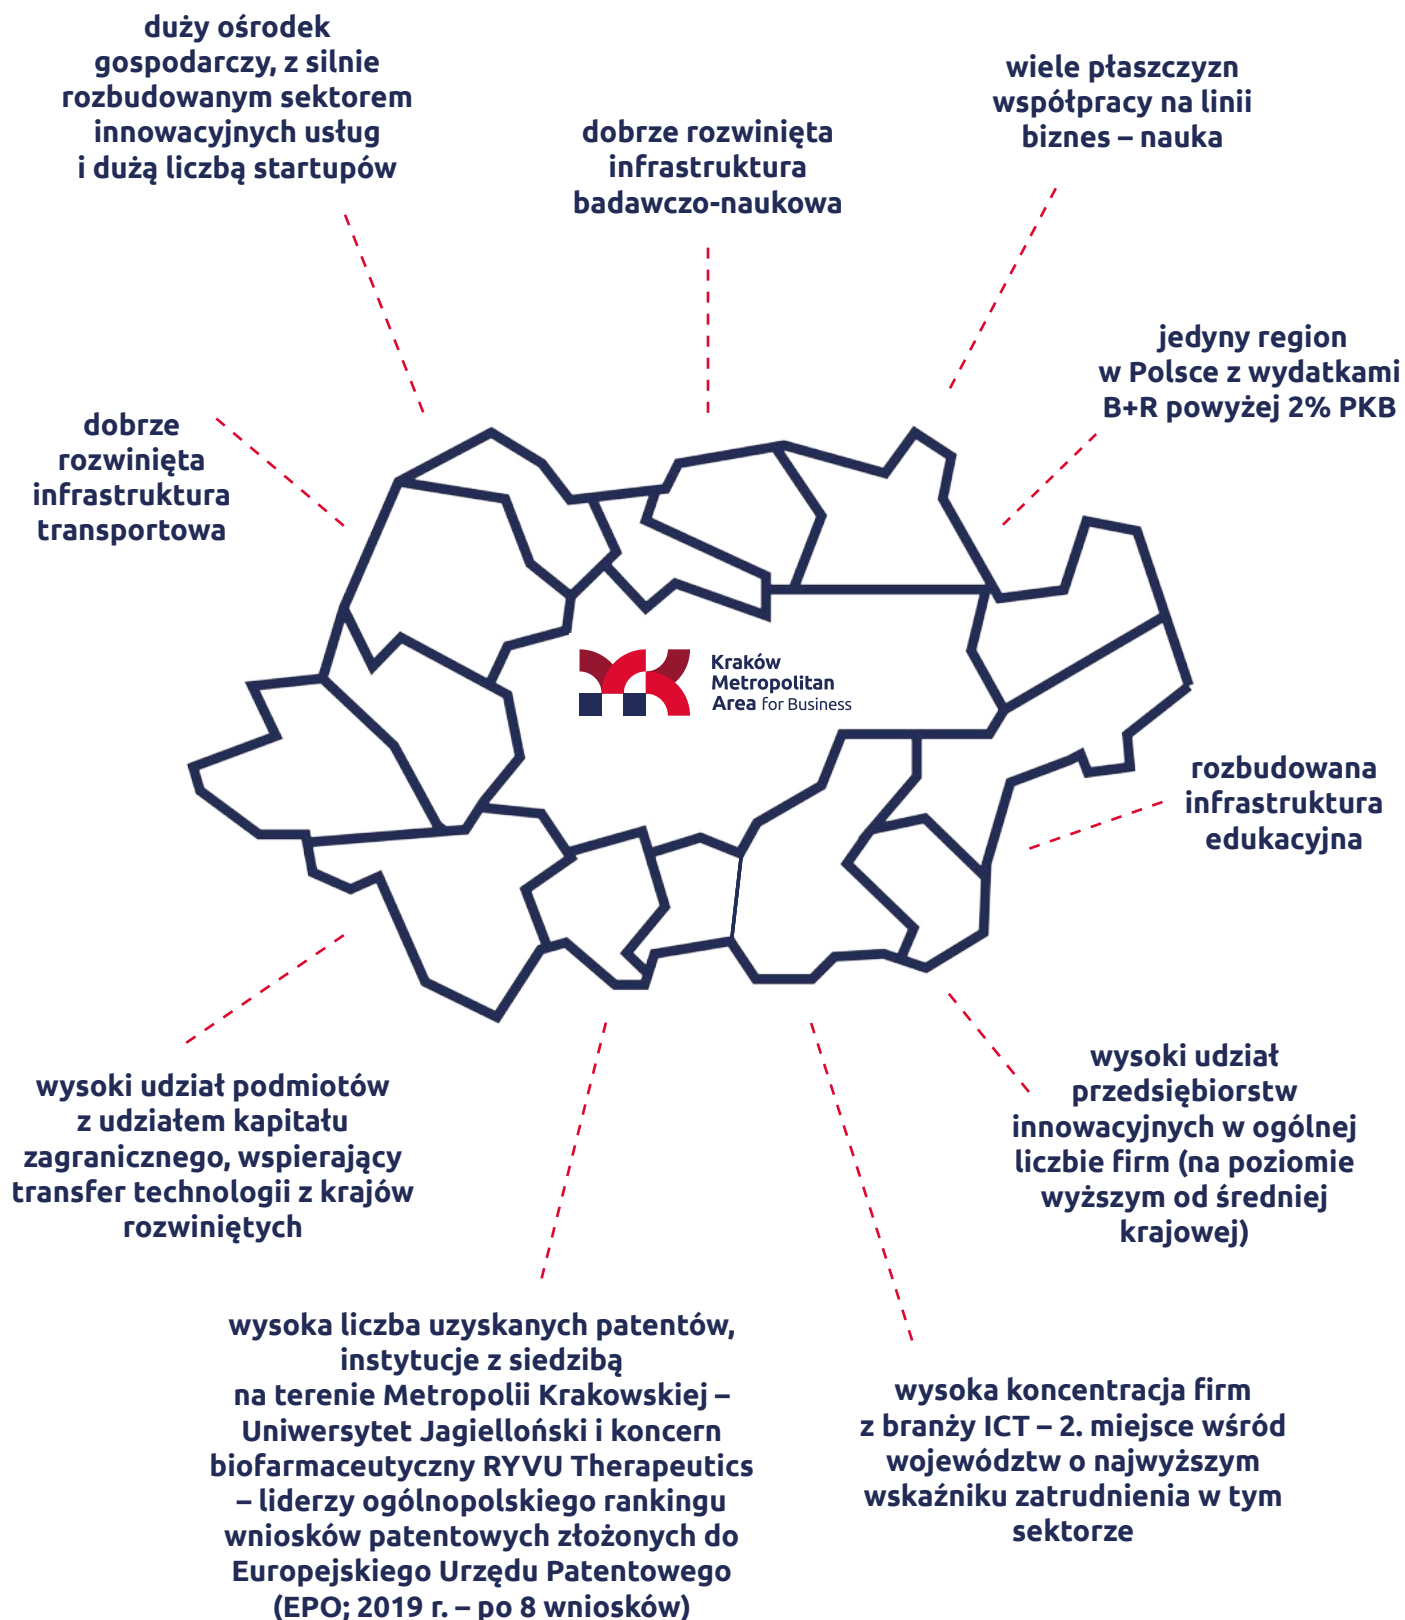 duży ośrodek
gospodarczy, z silnie
rozbudowanym sektorem
innowacyjnych usług
i dużą liczbą startupów
dobrze rozwinięta
infrastruktura
badawczo-naukowa
wiele płaszczyzn
współpracy na linii
biznes – nauka
jedyny region
w Polsce z wydatkami
B+R powyżej 2% PKB
dobrze
rozwinięta
infrastruktura
transportowa
Kraków
Metropolitan
Area for Business
rozbudowana
infrastruktura
edukacyjna
wysoki udział podmiotów
z udziałem kapitału
zagranicznego, wspierający
transfer technologii z krajów
rozwiniętych
wysoki udział
przedsiębiorstw
innowacyjnych w ogólnej
liczbie firm (na poziomie
wyższym od średniej
krajowej)
wysoka liczba uzyskanych patentów,
instytucje z siedzibą
na terenie Metropolii Krakowskiej –
Uniwersytet Jagielloński i koncern
biofarmaceutyczny RYVU Therapeutics
– liderzy ogólnopolskiego rankingu
wniosków patentowych złożonych do
Europejskiego Urzędu Patentowego
(EPO; 2019 r. – po 8 wniosków)
wysoka koncentracja firm
z branży ICT – 2. miejsce wśród
województw o najwyższym
wskaźniku zatrudnienia w tym
sektorze